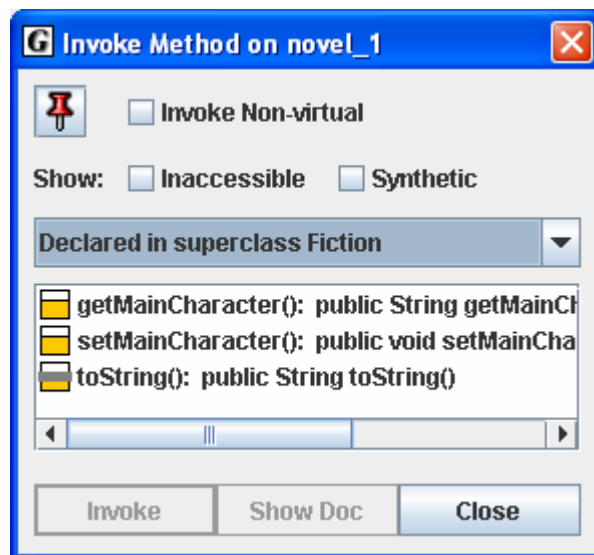 G Invoke Method on novel_1
Invoke Non-virtual
Show: Inaccessible Synthetic
Declared in superclass Fiction
getMainCharacter(): public String getMainCh
setMainCharacter(): public void setMainCha
toString(): public String toString()
Invoke Show Doc Close